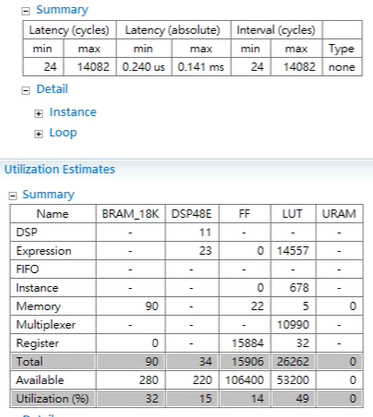 Summary
Latency (cycles) Latency (absolute) Interval (cycles)
min max min max min max Type
24 14082 0.240 us 0.141 ms 24 14082 none
Detail
Instance
Loop
Utilization Estimates
Summary
Name BRAM_18K DSP48E FF LUT URAM
DSP - 11 - - -
Expression - 23 0 14557 -
FIFO - - - - -
Instance - - 0 678 -
Memory 90 - 22 5 0
Multiplexer - - - 10990 -
Register 0 - 15884 32 -
Total 90 34 15906 26262 0
Available 280 220 106400 53200 0
Utilization (%) 32 15 14 49 0